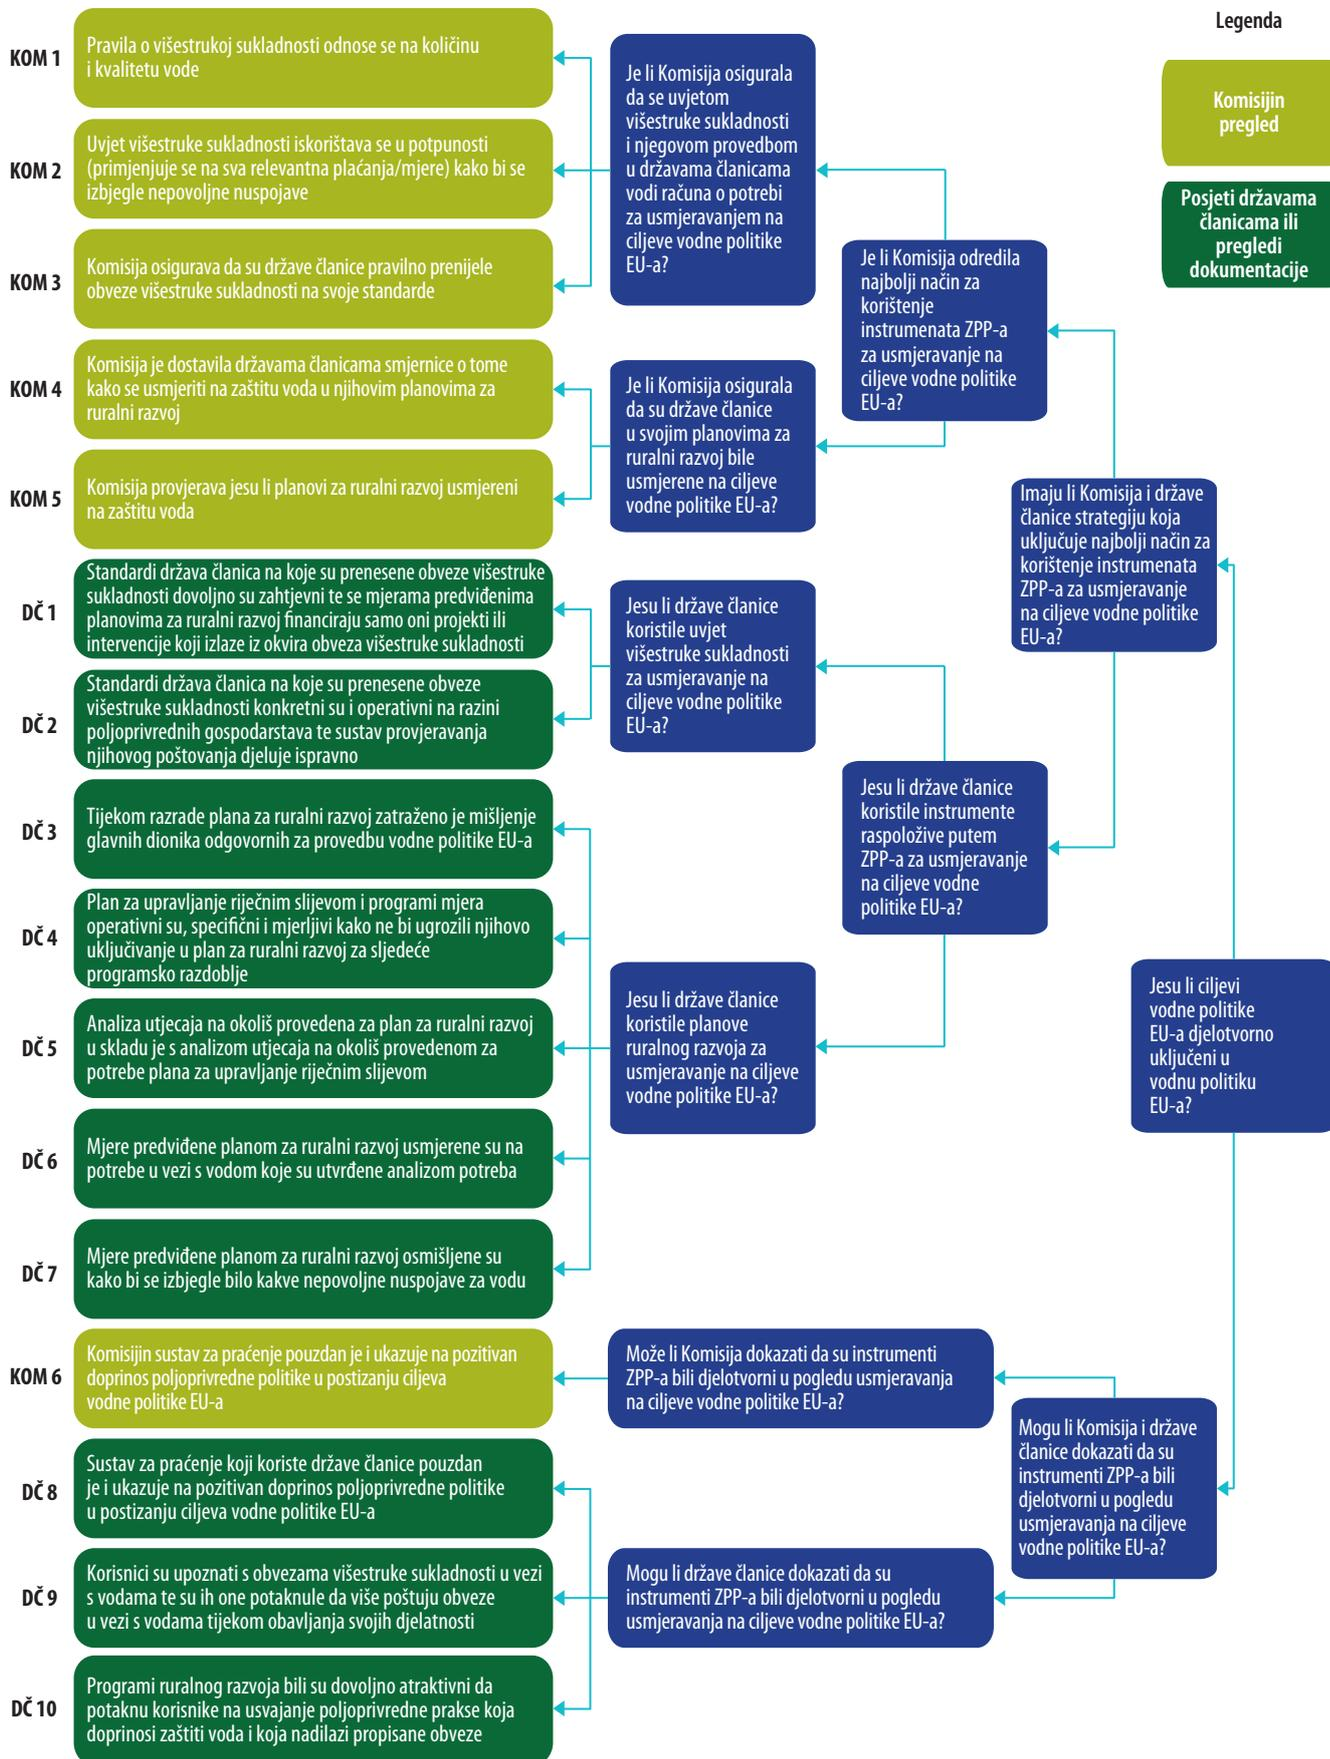 Legenda
Komisijin
pregled
Posjeti državama
članicama ili
pregledi
dokumentacije
KOM 1
Pravila o višestrukoj sukladnosti odnose se na količinu
i kvalitetu vode
KOM 2
Uvjet višestruke sukladnosti iskorištava se u potpunosti
(primjenjuje se na sva relevantna plaćanja/mjere) kako bi se
izbjegle nepovoljne nuspojave
KOM 3
Komisija osigurava da su države članice pravilno prenijele
obveze višestruke sukladnosti na svoje standarde
KOM 4
Komisija je dostavila državama članicama smjernice o tome
kako se usmjeriti na zaštitu voda u njihovim planovima za
ruralni razvoj
KOM 5
Komisija provjerava jesu li planovi za ruralni razvoj usmjereni
na zaštitu voda
DČ 1
Standardi država članica na koje su prenesene obveze višestruke
sukladnosti dovoljno su zahtjevni te se mjerama predviđenima
planovima za ruralni razvoj financiraju samo oni projekti ili
intervencije koji izlaze iz okvira obveza višestruke sukladnosti
DČ 2
Standardi država članica na koje su prenesene obveze
višestruke sukladnosti konkretni su i operativni na razini
poljoprivrednih gospodarstava te sustav provjeravanja
njihovog poštovanja djeluje ispravno
DČ 3
Tijekom razrade plana za ruralni razvoj zatraženo je mišljenje
glavnih dionika odgovornih za provedbu vodne politike EU-a
DČ 4
Plan za upravljanje riječnim slijevom i programi mjera
operativni su, specifični i mjerljivi kako ne bi ugrozili njihovo
uključivanje u plan za ruralni razvoj za sljedeće
programsko razdoblje
DČ 5
Analiza utjecaja na okoliš provedena za plan za ruralni razvoj
u skladu je s analizom utjecaja na okoliš provedenom za
potrebe plana za upravljanje riječnim slijevom
DČ 6
Mjere predviđene planom za ruralni razvoj usmjerene su na
potrebe u vezi s vodom koje su utvrđene analizom potreba
DČ 7
Mjere predviđene planom za ruralni razvoj osmišljene su
kako bi se izbjegle bilo kakve nepovoljne nuspojave za vodu
KOM 6
Komisijin sustav za praćenje pouzdan je i ukazuje na pozitivan
doprinos poljoprivredne politike u postizanju ciljeva
vodne politike EU-a
DČ 8
Sustav za praćenje koji koriste države članice pouzdan
je i ukazuje na pozitivan doprinos poljoprivredne politike
u postizanju ciljeva vodne politike EU-a
DČ 9
Korisnici su upoznati s obvezama višestruke sukladnosti u vezi
s vodama te su ih one potaknule da više poštuju obveze
u vezi s vodama tijekom obavljanja svojih djelatnosti
DČ 10
Programi ruralnog razvoja bili su dovoljno atraktivni da
potaknu korisnike na usvajanje poljoprivredne prakse koja
doprinosi zaštiti voda i koja nadilazi propisane obveze
Je li Komisija osigurala
da se uvjetom
višestruke sukladnosti
i njegovom provedbom
u državama članicama
vodi računa o potrebi
za usmjeravanjem na
ciljeve vodne politike
EU-a?
Je li Komisija osigurala
da su države članice
u svojim planovima za
ruralni razvoj bile
usmjerene na ciljeve
vodne politike EU-a?
Jesu li države članice
koristile uvjet
višestruke sukladnosti
za usmjeravanje na
ciljeve vodne politike
EU-a?
Jesu li države članice
koristile planove
ruralnog razvoja za
usmjeravanje na ciljeve
vodne politike EU-a?
Može li Komisija dokazati da su instrumenti
ZPP-a bili djelotvorni u pogledu usmjeravanja
na ciljeve vodne politike EU-a?
Mogu li države članice dokazati da su
instrumenti ZPP-a bili djelotvorni u pogledu
usmjeravanja na ciljeve vodne politike EU-a?
Je li Komisija odredila
najbolji način za
korištenje
instrumenata ZPP-a
za usmjeravanje na
ciljeve vodne politike
EU-a?
Jesu li države članice
koristile instrumente
raspoložive putem
ZPP-a za usmjeravanje
na ciljeve vodne
politike EU-a?
Imaju li Komisija i države
članice strategiju koja
uključuje najbolji način za
korištenje instrumenata
ZPP-a za usmjeravanje
na ciljeve vodne politike
EU-a?
Mogu li Komisija i države
članice dokazati da su
instrumenti ZPP-a bili
djelotvorni u pogledu
usmjeravanja na ciljeve
vodne politike EU-a?
Jesu li ciljevi
vodne politike
EU-a djelotvorno
uključeni u
vodnu politiku
EU-a?